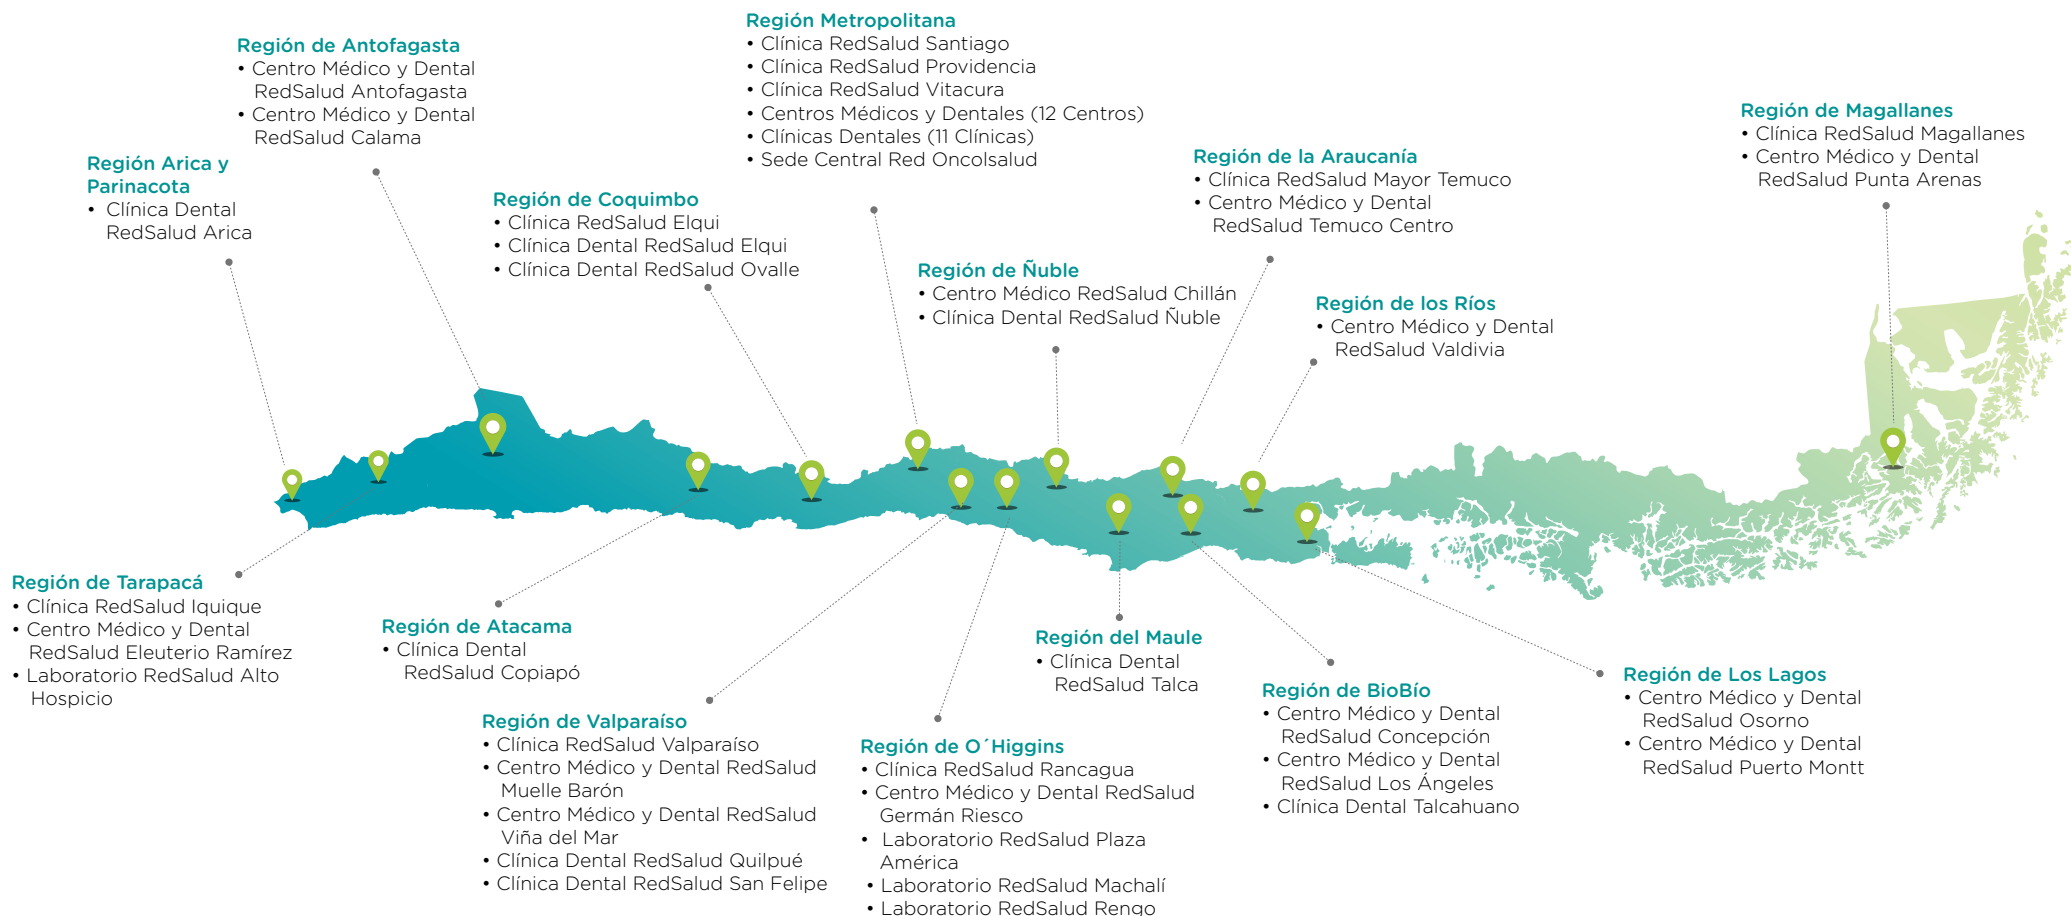 Región Metropolitana
• Clínica RedSalud Santiago
• Clínica RedSalud Providencia
• Clínica RedSalud Vitacura
• Centros Médicos y Dentales (12 Centros)
• Clínicas Dentales (11 Clínicas)
• Sede Central Red Oncolsalud
Región de Antofagasta
• Centro Médico y Dental
RedSalud Antofagasta
• Centro Médico y Dental
RedSalud Calama
Región de Magallanes
• Clínica RedSalud Magallanes
• Centro Médico y Dental
RedSalud Punta Arenas
Región Arica y
Parinacota
• Clínica Dental
RedSalud Arica
Región de la Araucanía
• Clínica RedSalud Mayor Temuco
• Centro Médico y Dental
RedSalud Temuco Centro
Región de Coquimbo
• Clínica RedSalud Elqui
• Clínica Dental RedSalud Elqui
• Clínica Dental RedSalud Ovalle
Región de Ñuble
• Centro Médico RedSalud Chillán
• Clínica Dental RedSalud Ñuble
Región de los Ríos
• Centro Médico y Dental
RedSalud Valdivia
Región de Tarapacá
• Clínica RedSalud Iquique
• Centro Médico y Dental
RedSalud Eleuterio Ramírez
• Laboratorio RedSalud Alto
Hospicio
Región de Atacama
• Clínica Dental
RedSalud Copiapó
Región del Maule
• Clínica Dental
RedSalud Talca
Región de Los Lagos
• Centro Médico y Dental
RedSalud Osorno
• Centro Médico y Dental
RedSalud Puerto Montt
Región de BioBío
• Centro Médico y Dental
RedSalud Concepción
• Centro Médico y Dental
RedSalud Los Ángeles
• Clínica Dental Talcahuano
Región de Valparaíso
• Clínica RedSalud Valparaíso
• Centro Médico y Dental RedSalud
Muelle Barón
• Centro Médico y Dental RedSalud
Viña del Mar
• Clínica Dental RedSalud Quilpué
• Clínica Dental RedSalud San Felipe
Región de O´Higgins
• Clínica RedSalud Rancagua
• Centro Médico y Dental RedSalud
Germán Riesco
• Laboratorio RedSalud Plaza
América
• Laboratorio RedSalud Machalí
• Laboratorio RedSalud Rengo